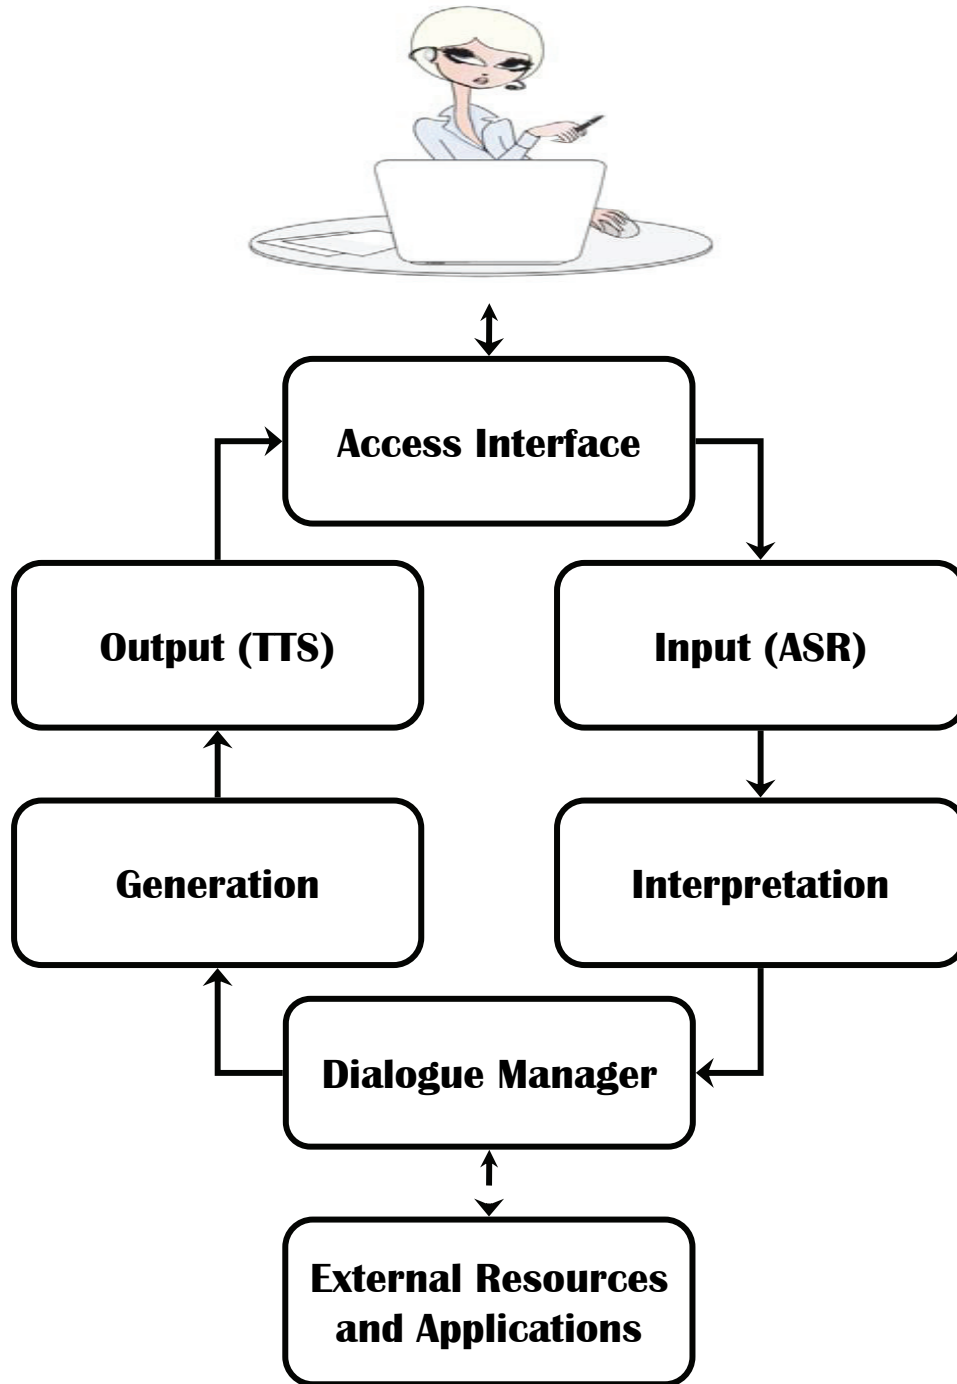 Access Interface
Output (TTS)
Input (ASR)
Generation
Interpretation
Dialogue Manager
External Resources
and Applications